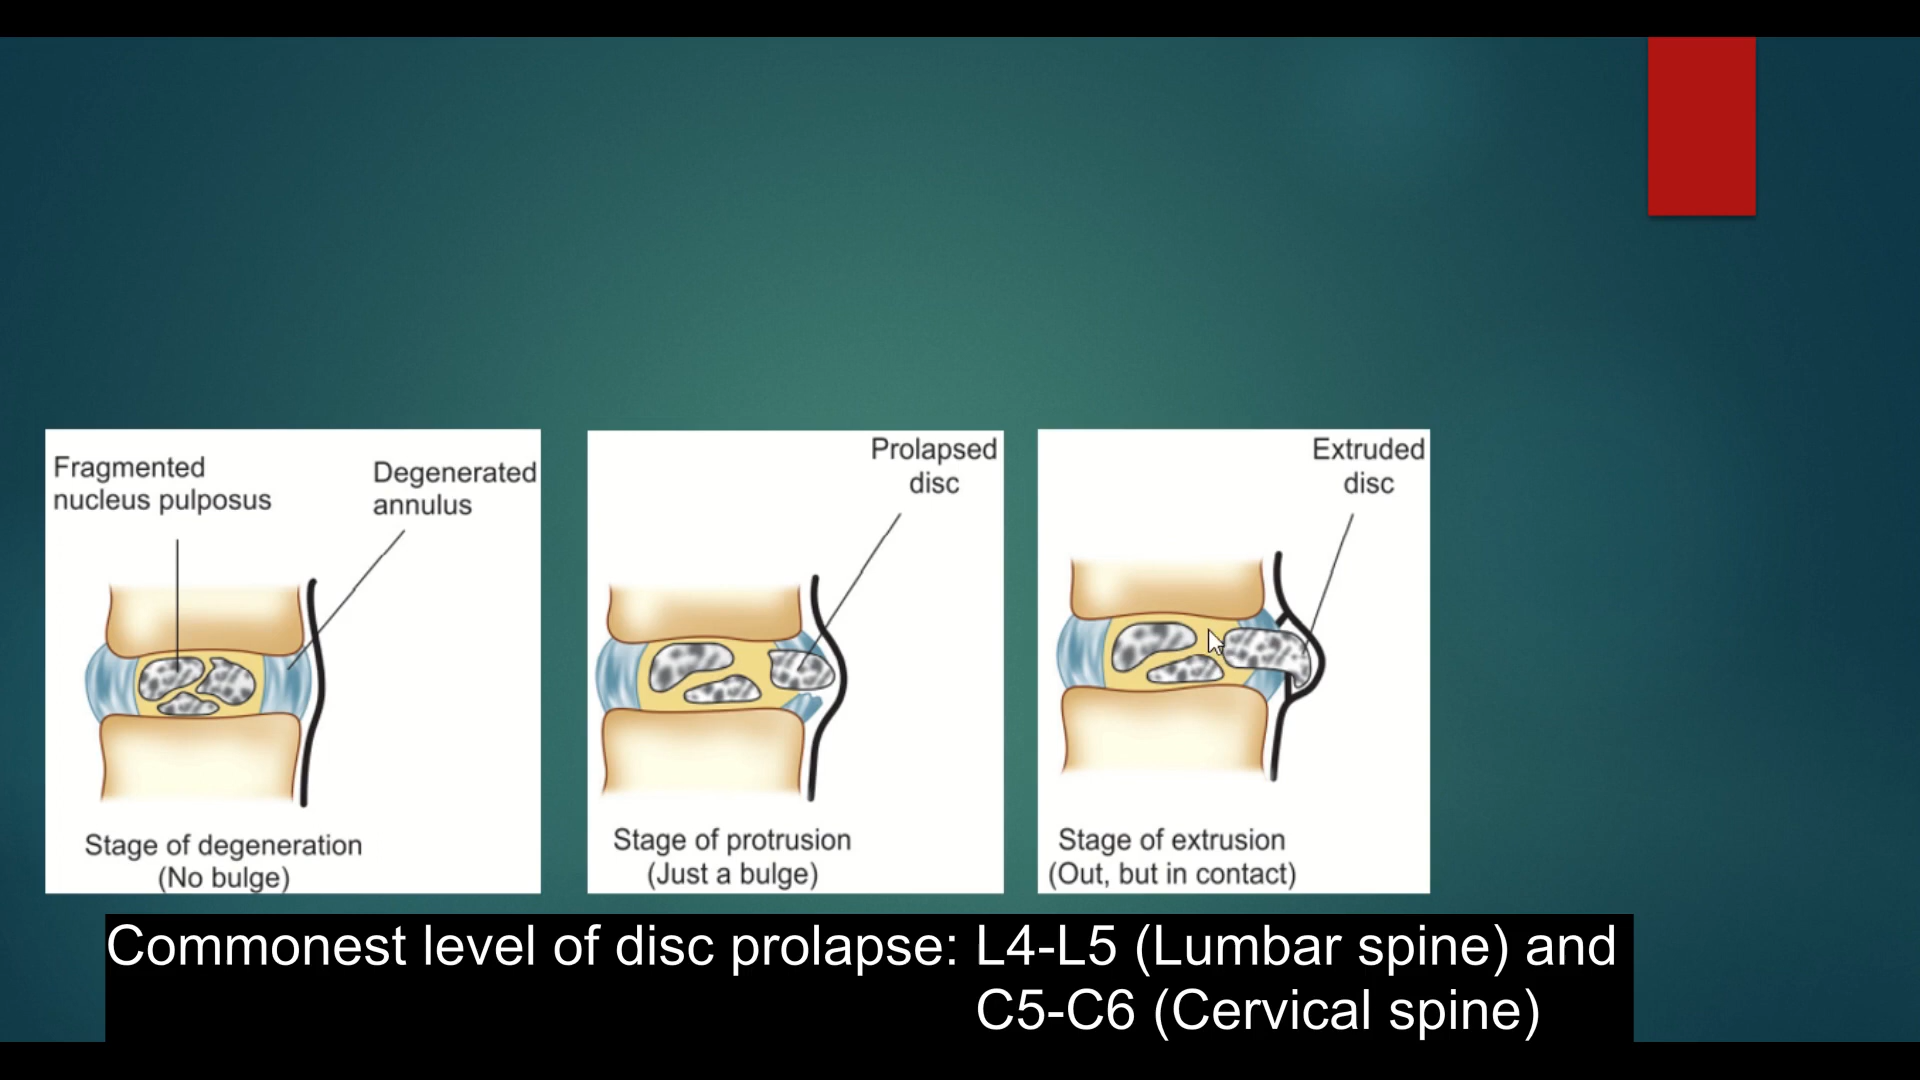 Fragmented
nucleus pulposus
Degenerated
annulus
Stage of degeneration
(No bulge)
Prolapsed
disc
Stage of protrusion
(Just a bulge)
Extruded
disc
Stage of extrusion
(Out, but in contact)
Commonest level of disc prolapse: L4-L5 (Lumbar spine) and
C5-C6 (Cervical spine)